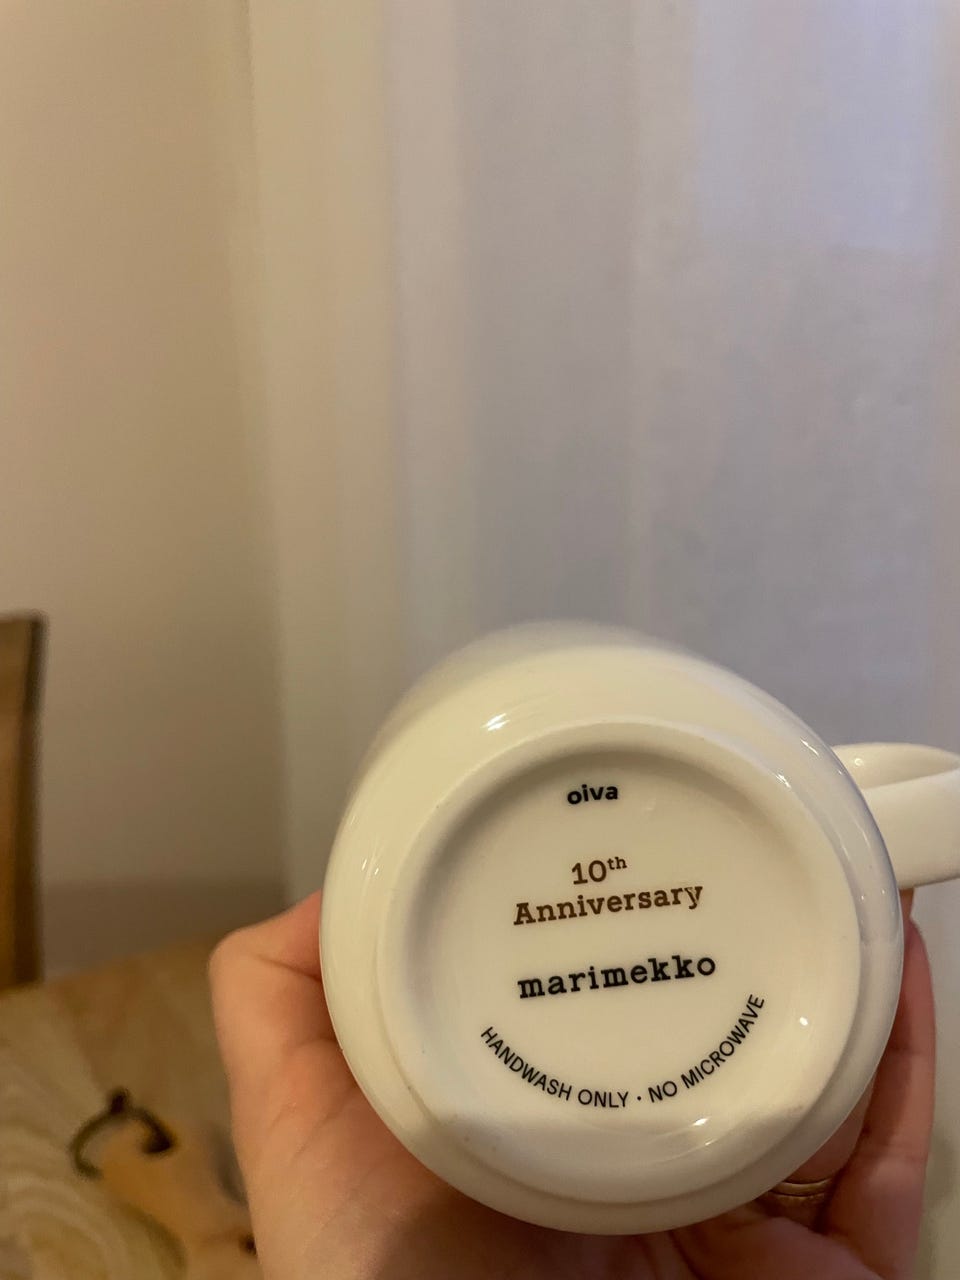 oiva
10th
Anniversary
marimekko
HANDWASH ONLY · NO MICROWAVE